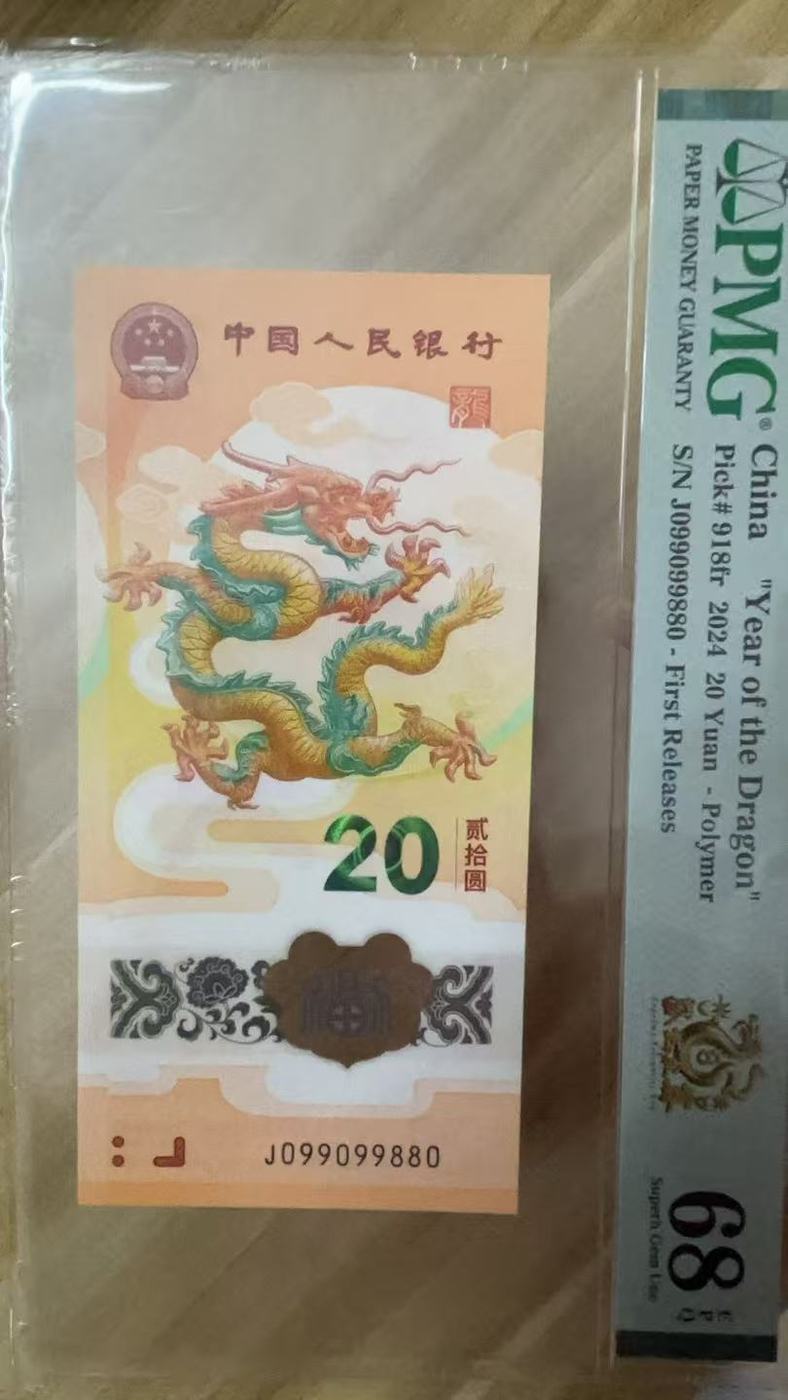 中国人民银行
龍
20
贰拾圆
J099099880
PMG®
PAPER MONEY GUARANTY
China "Year of the Dragon"
Pick# 918fr 2024 20 Yuan - Polymer
S/N J099099880 - First Releases
68 EPQ
Superb Gem Unc